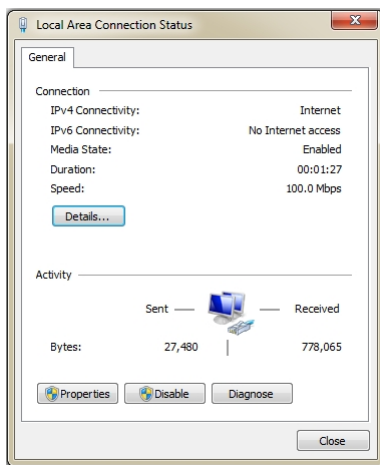 Local Area Connection Status
General
Connection
IPv4 Connectivity: Internet
IPv6 Connectivity: No Internet access
Media State: Enabled
Duration: 00:01:27
Speed: 100.0 Mbps
Details...
Activity
Sent Received
Bytes: 27,480 778,065
Properties Disable Diagnose
Close